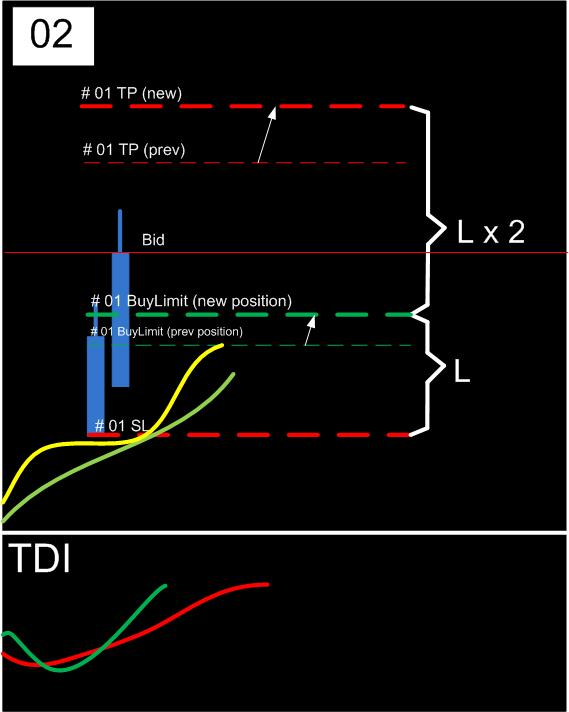 02
# 01 TP (new)
# 01 TP (prev)
Bid
L x 2
# 01 BuyLimit (new position)
# 01 BuyLimit (prev position)
L
# 01 SL
TDI